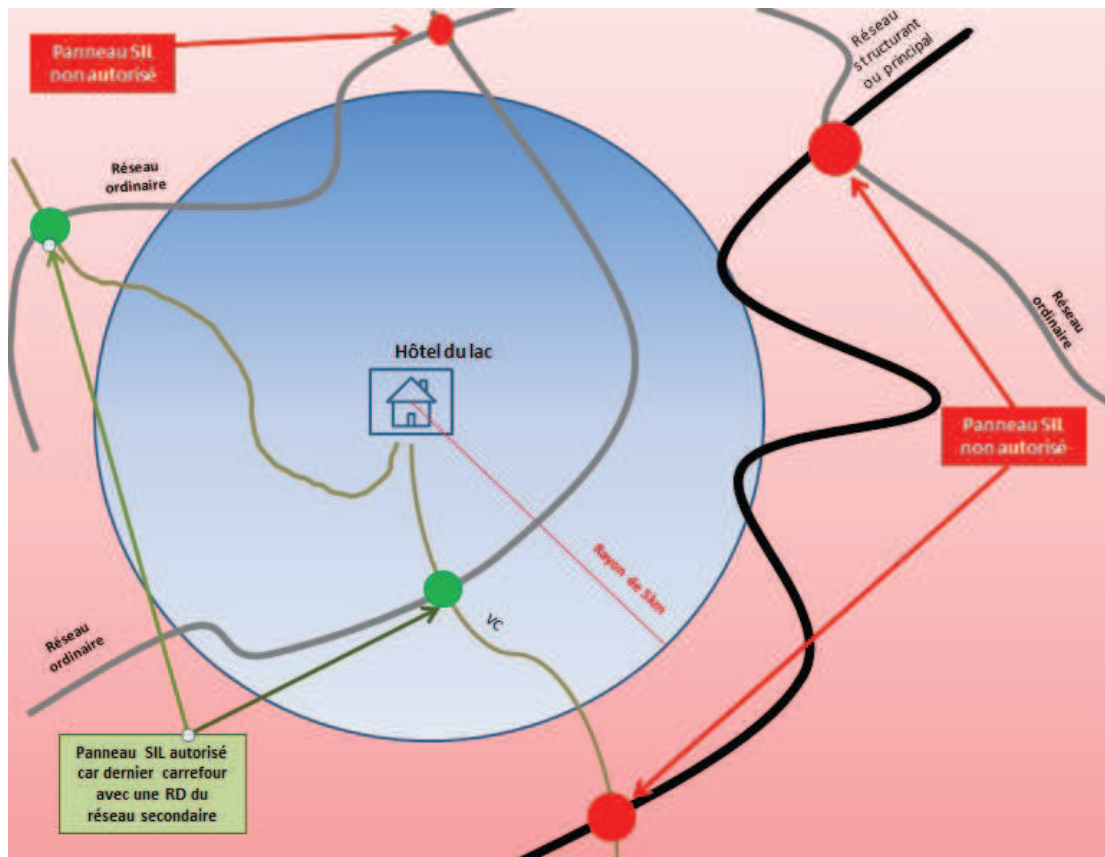 Panneau SIL
non autorisé
Réseau
structurant
ou principal
Réseau
ordinaire
Réseau
ordinaire
Hôtel du lac
Panneau SIL
non autorisé
Rayon de 5km
VC
Réseau
ordinaire
Panneau SIL autorisé
car dernier carrefour
avec une RD du
réseau secondaire